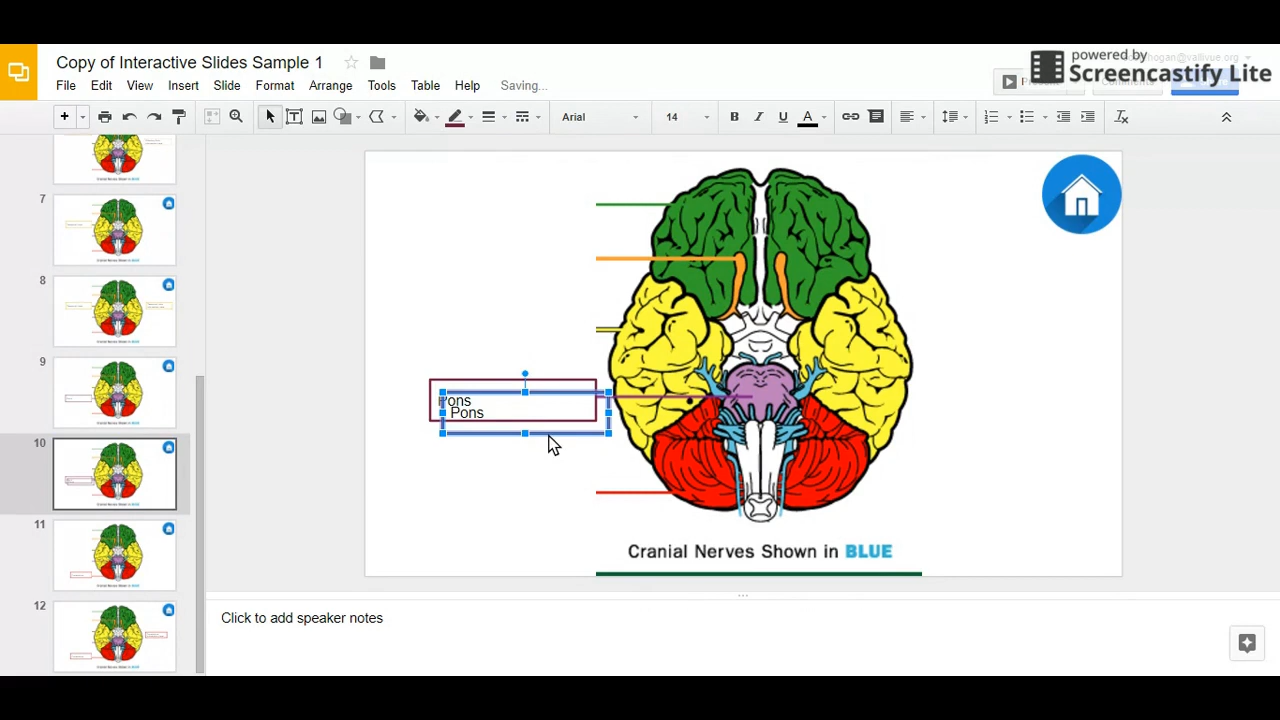 powered by
Screencastify Lite
Copy of Interactive Slides Sample 1
File Edit View Insert Slide Format Arrange Tools Table Help Saving...
Arial 14
7
8
9
10
11
12
Pons
Pons
Cranial Nerves Shown in BLUE
Click to add speaker notes